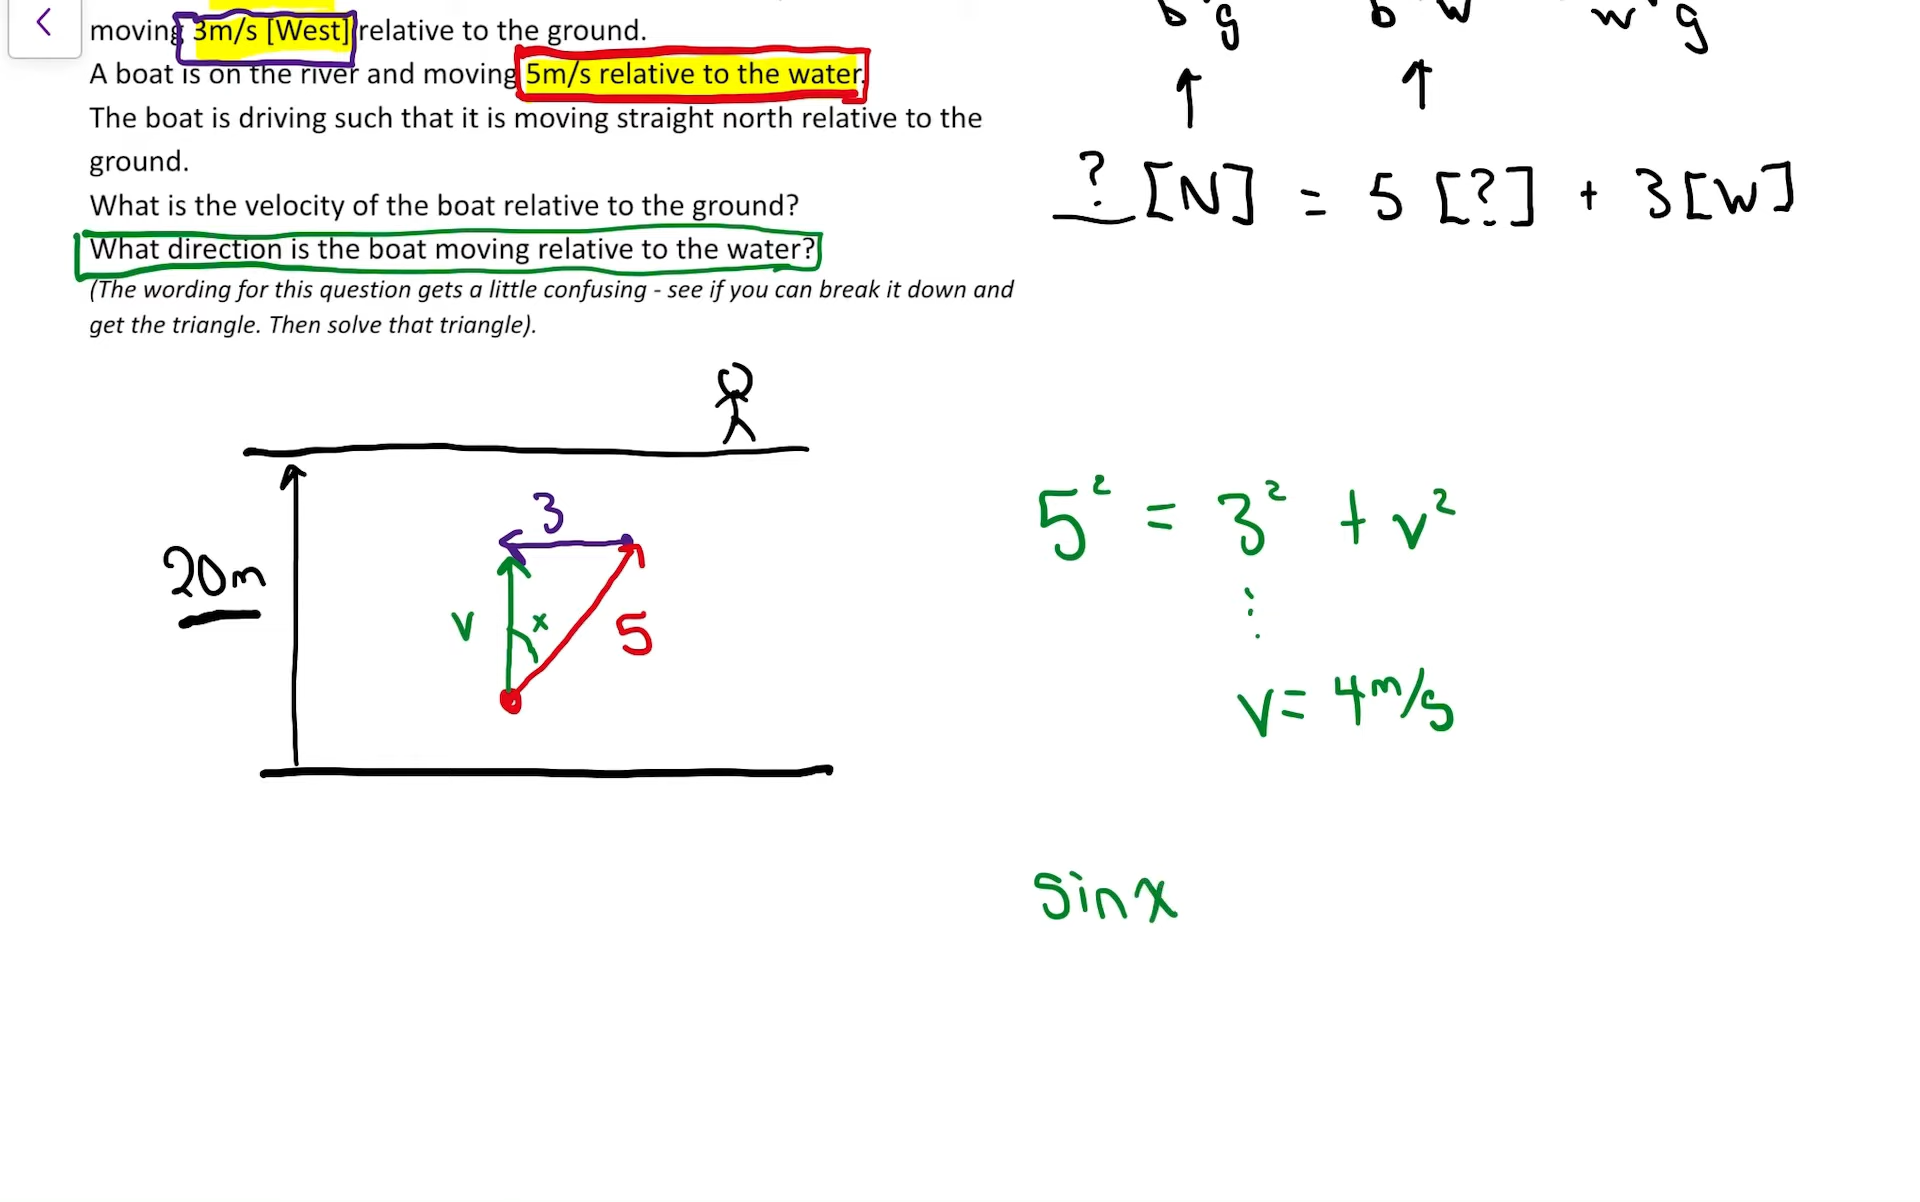 moving 3m/s [West] relative to the ground.
A boat is on the river and moving 5m/s relative to the water.
The boat is driving such that it is moving straight north relative to the
ground.
What is the velocity of the boat relative to the ground?
What direction is the boat moving relative to the water?
(The wording for this question gets a little confusing - see if you can break it down and
get the triangle. Then solve that triangle).
b g b w w g
? [N] = 5 [?] + 3 [W]
20m
3
v
x
5
5² = 3² + v²
⋮
v = 4 m/s
sin x